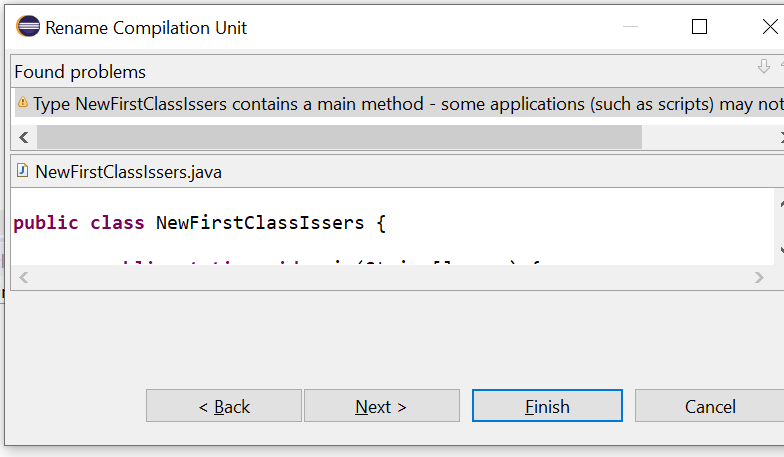 Rename Compilation Unit
Found problems
Type NewFirstClassIssers contains a main method - some applications (such as scripts) may not
NewFirstClassIssers.java
public class NewFirstClassIssers {
< Back
Next >
Finish
Cancel